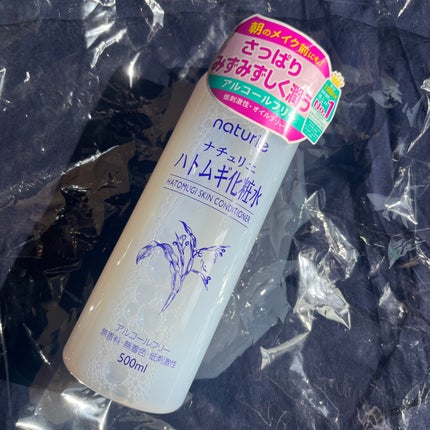 朝のメイク前にも!
さっぱり
みずみずしく潤う
アルコールフリー
低刺激性・オイルフリー
No.1
naturie
ナチュリエ
ハトムギ化粧水
HATOMUGI SKIN CONDITIONER
アルコールフリー
無香料・無着色・低刺激性
500ml